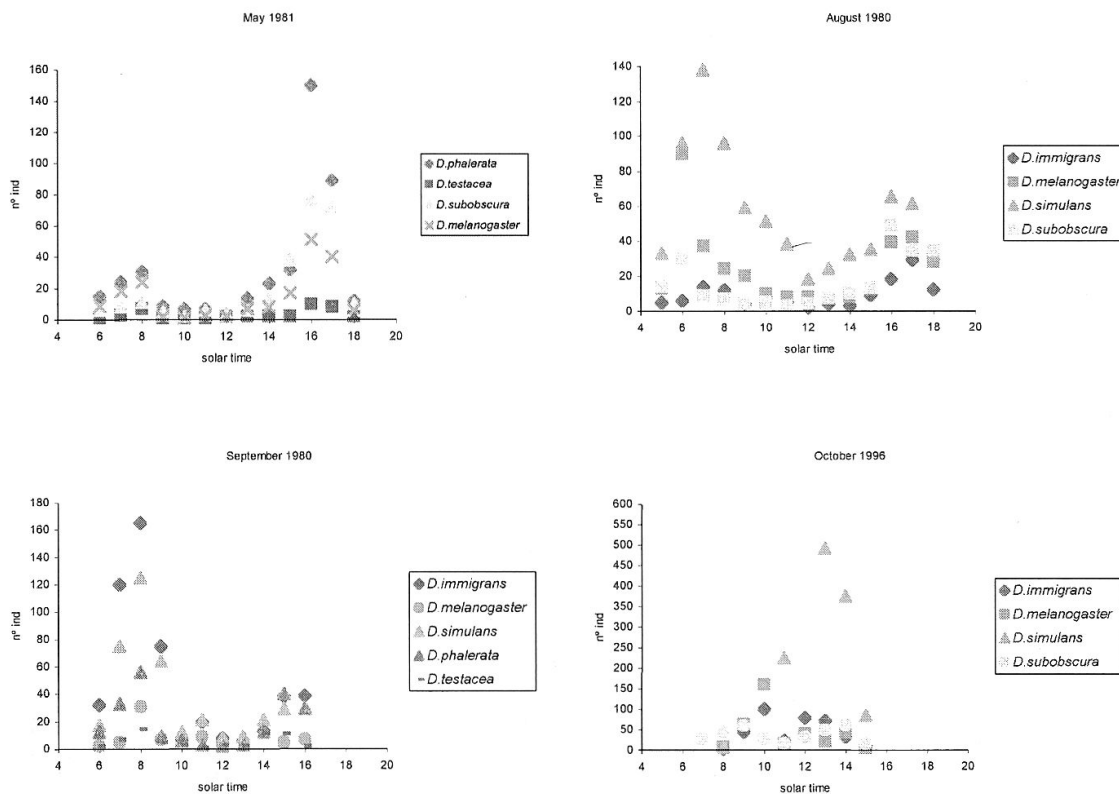 May 1981
160
140
120
100
80
60
40
20
0
nº ind
4 6 8 10 12 14 16 18 20
solar time
D.phalerata
D.testacea
D.subobscura
D.melanogaster
August 1980
140
120
100
80
60
40
20
0
nº ind
4 6 8 10 12 14 16 18 20
solar time
D.immigrans
D.melanogaster
D.simulans
D.subobscura
September 1980
180
160
140
120
100
80
60
40
20
0
nº ind
4 6 8 10 12 14 16 18
solar time
D.immigrans
D.melanogaster
D.simulans
D.phalerata
D.testacea
October 1996
600
550
500
450
400
350
300
250
200
150
100
50
0
nº ind
4 6 8 10 12 14 16 18 20
solar time
D.immigrans
D.melanogaster
D.simulans
D.subobscura